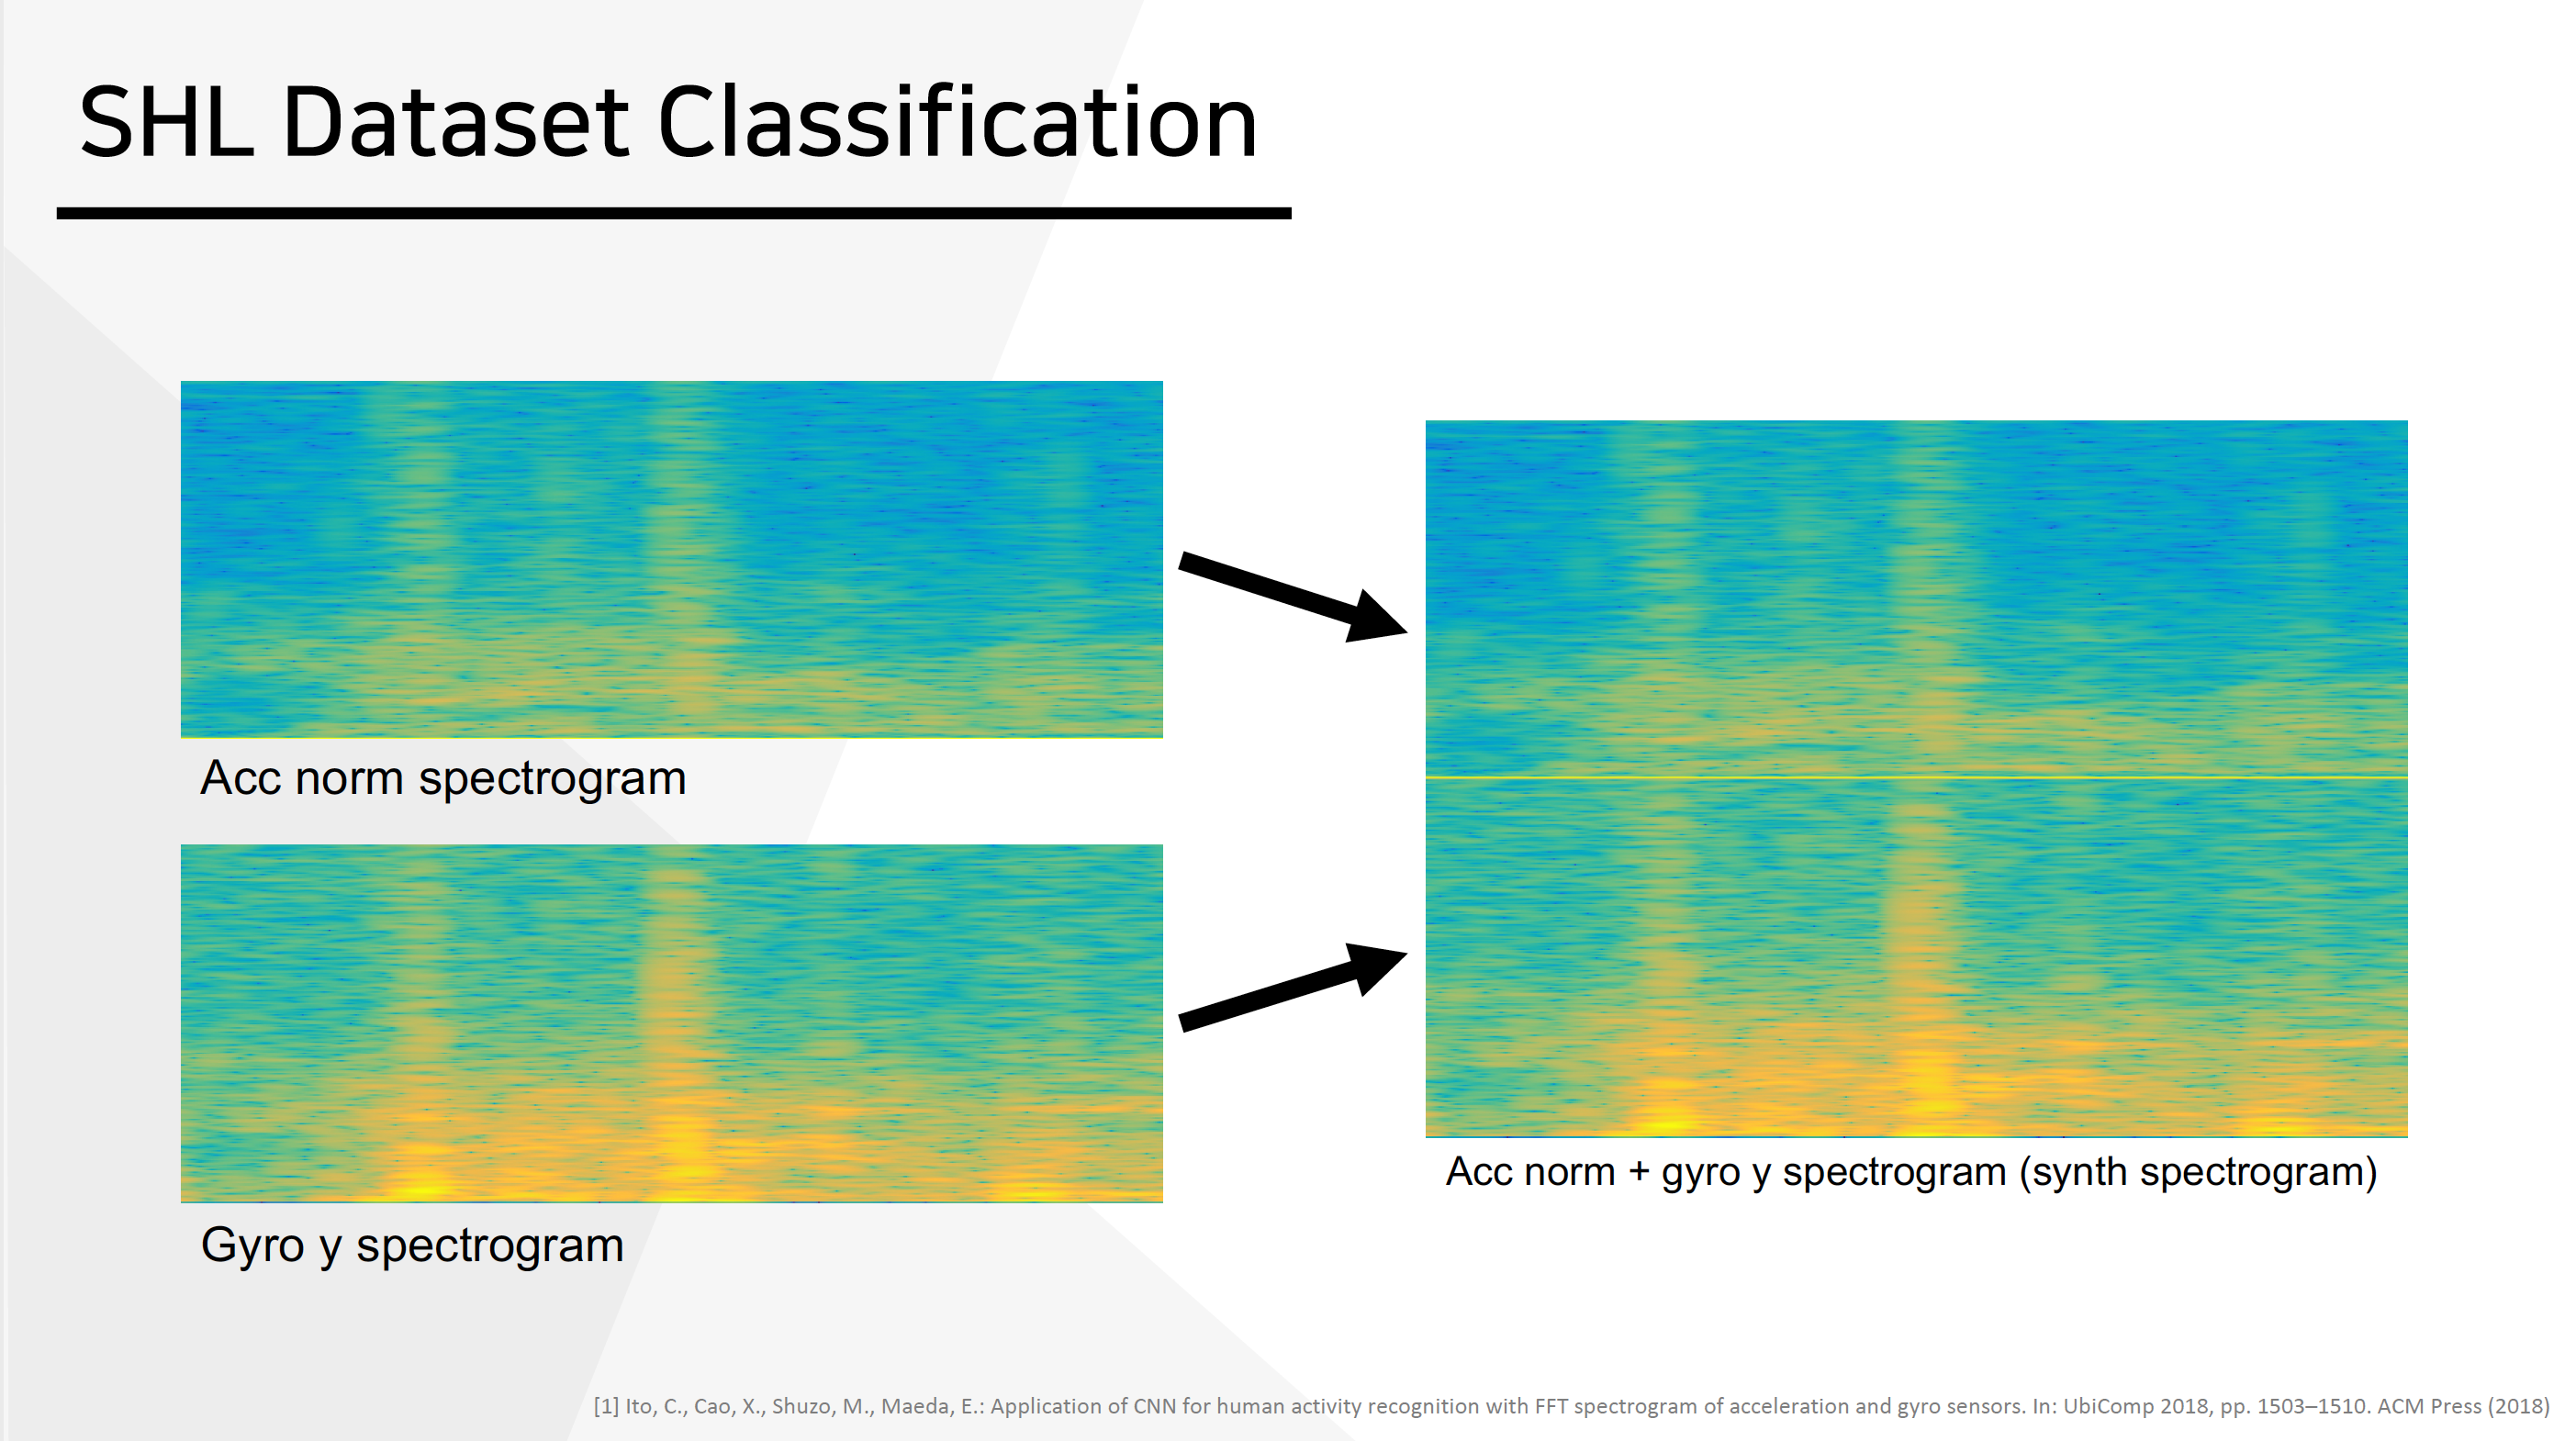 SHL Dataset Classification
Acc norm spectrogram
Gyro y spectrogram
Acc norm + gyro y spectrogram (synth spectrogram)
[1] Ito, C., Cao, X., Shuzo, M., Maeda, E.: Application of CNN for human activity recognition with FFT spectrogram of acceleration and gyro sensors. In: UbiComp 2018, pp. 1503–1510. ACM Press (2018)